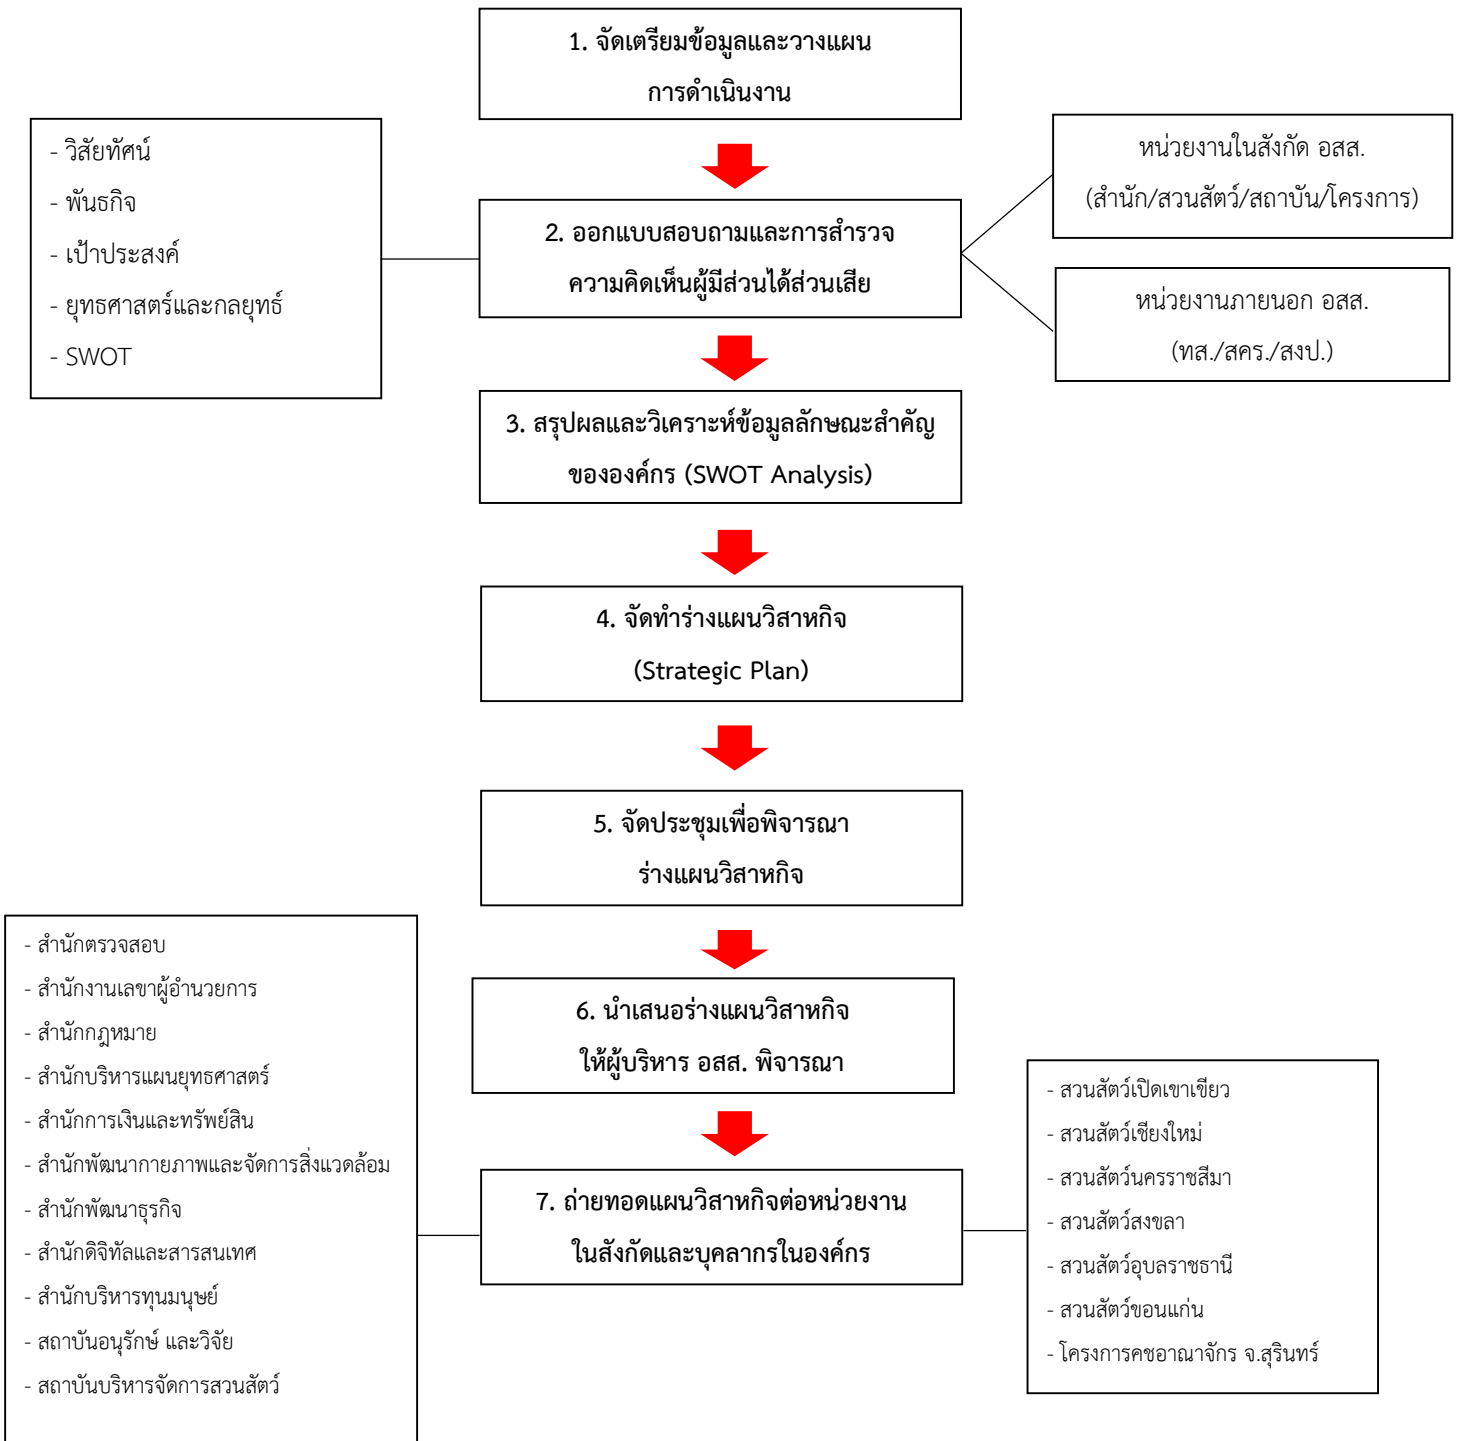 1. จัดเตรียมข้อมูลและวางแผน
การดำเนินงาน
- วิสัยทัศน์
- พันธกิจ
- เป้าประสงค์
- ยุทธศาสตร์และกลยุทธ์
- SWOT
2. ออกแบบสอบถามและการสำรวจ
ความคิดเห็นผู้มีส่วนได้ส่วนเสีย
หน่วยงานในสังกัด อสส.
(สำนัก/สวนสัตว์/สถาบัน/โครงการ)
หน่วยงานภายนอก อสส.
(ทส./สคร./สงป.)
3. สรุปผลและวิเคราะห์ข้อมูลลักษณะสำคัญ
ขององค์กร (SWOT Analysis)
4. จัดทำร่างแผนวิสาหกิจ
(Strategic Plan)
5. จัดประชุมเพื่อพิจารณา
ร่างแผนวิสาหกิจ
6. นำเสนอร่างแผนวิสาหกิจ
ให้ผู้บริหาร อสส. พิจารณา
- สำนักตรวจสอบ
- สำนักงานเลขาผู้อำนวยการ
- สำนักกฎหมาย
- สำนักบริหารแผนยุทธศาสตร์
- สำนักการเงินและทรัพย์สิน
- สำนักพัฒนากายภาพและจัดการสิ่งแวดล้อม
- สำนักพัฒนาธุรกิจ
- สำนักดิจิทัลและสารสนเทศ
- สำนักบริหารทุนมนุษย์
- สถาบันอนุรักษ์ และวิจัย
- สถาบันบริหารจัดการสวนสัตว์
7. ถ่ายทอดแผนวิสาหกิจต่อหน่วยงาน
ในสังกัดและบุคลากรในองค์กร
- สวนสัตว์เปิดเขาเขียว
- สวนสัตว์เชียงใหม่
- สวนสัตว์นครราชสีมา
- สวนสัตว์สงขลา
- สวนสัตว์อุบลราชธานี
- สวนสัตว์ขอนแก่น
- โครงการคชอาณาจักร จ.สุรินทร์